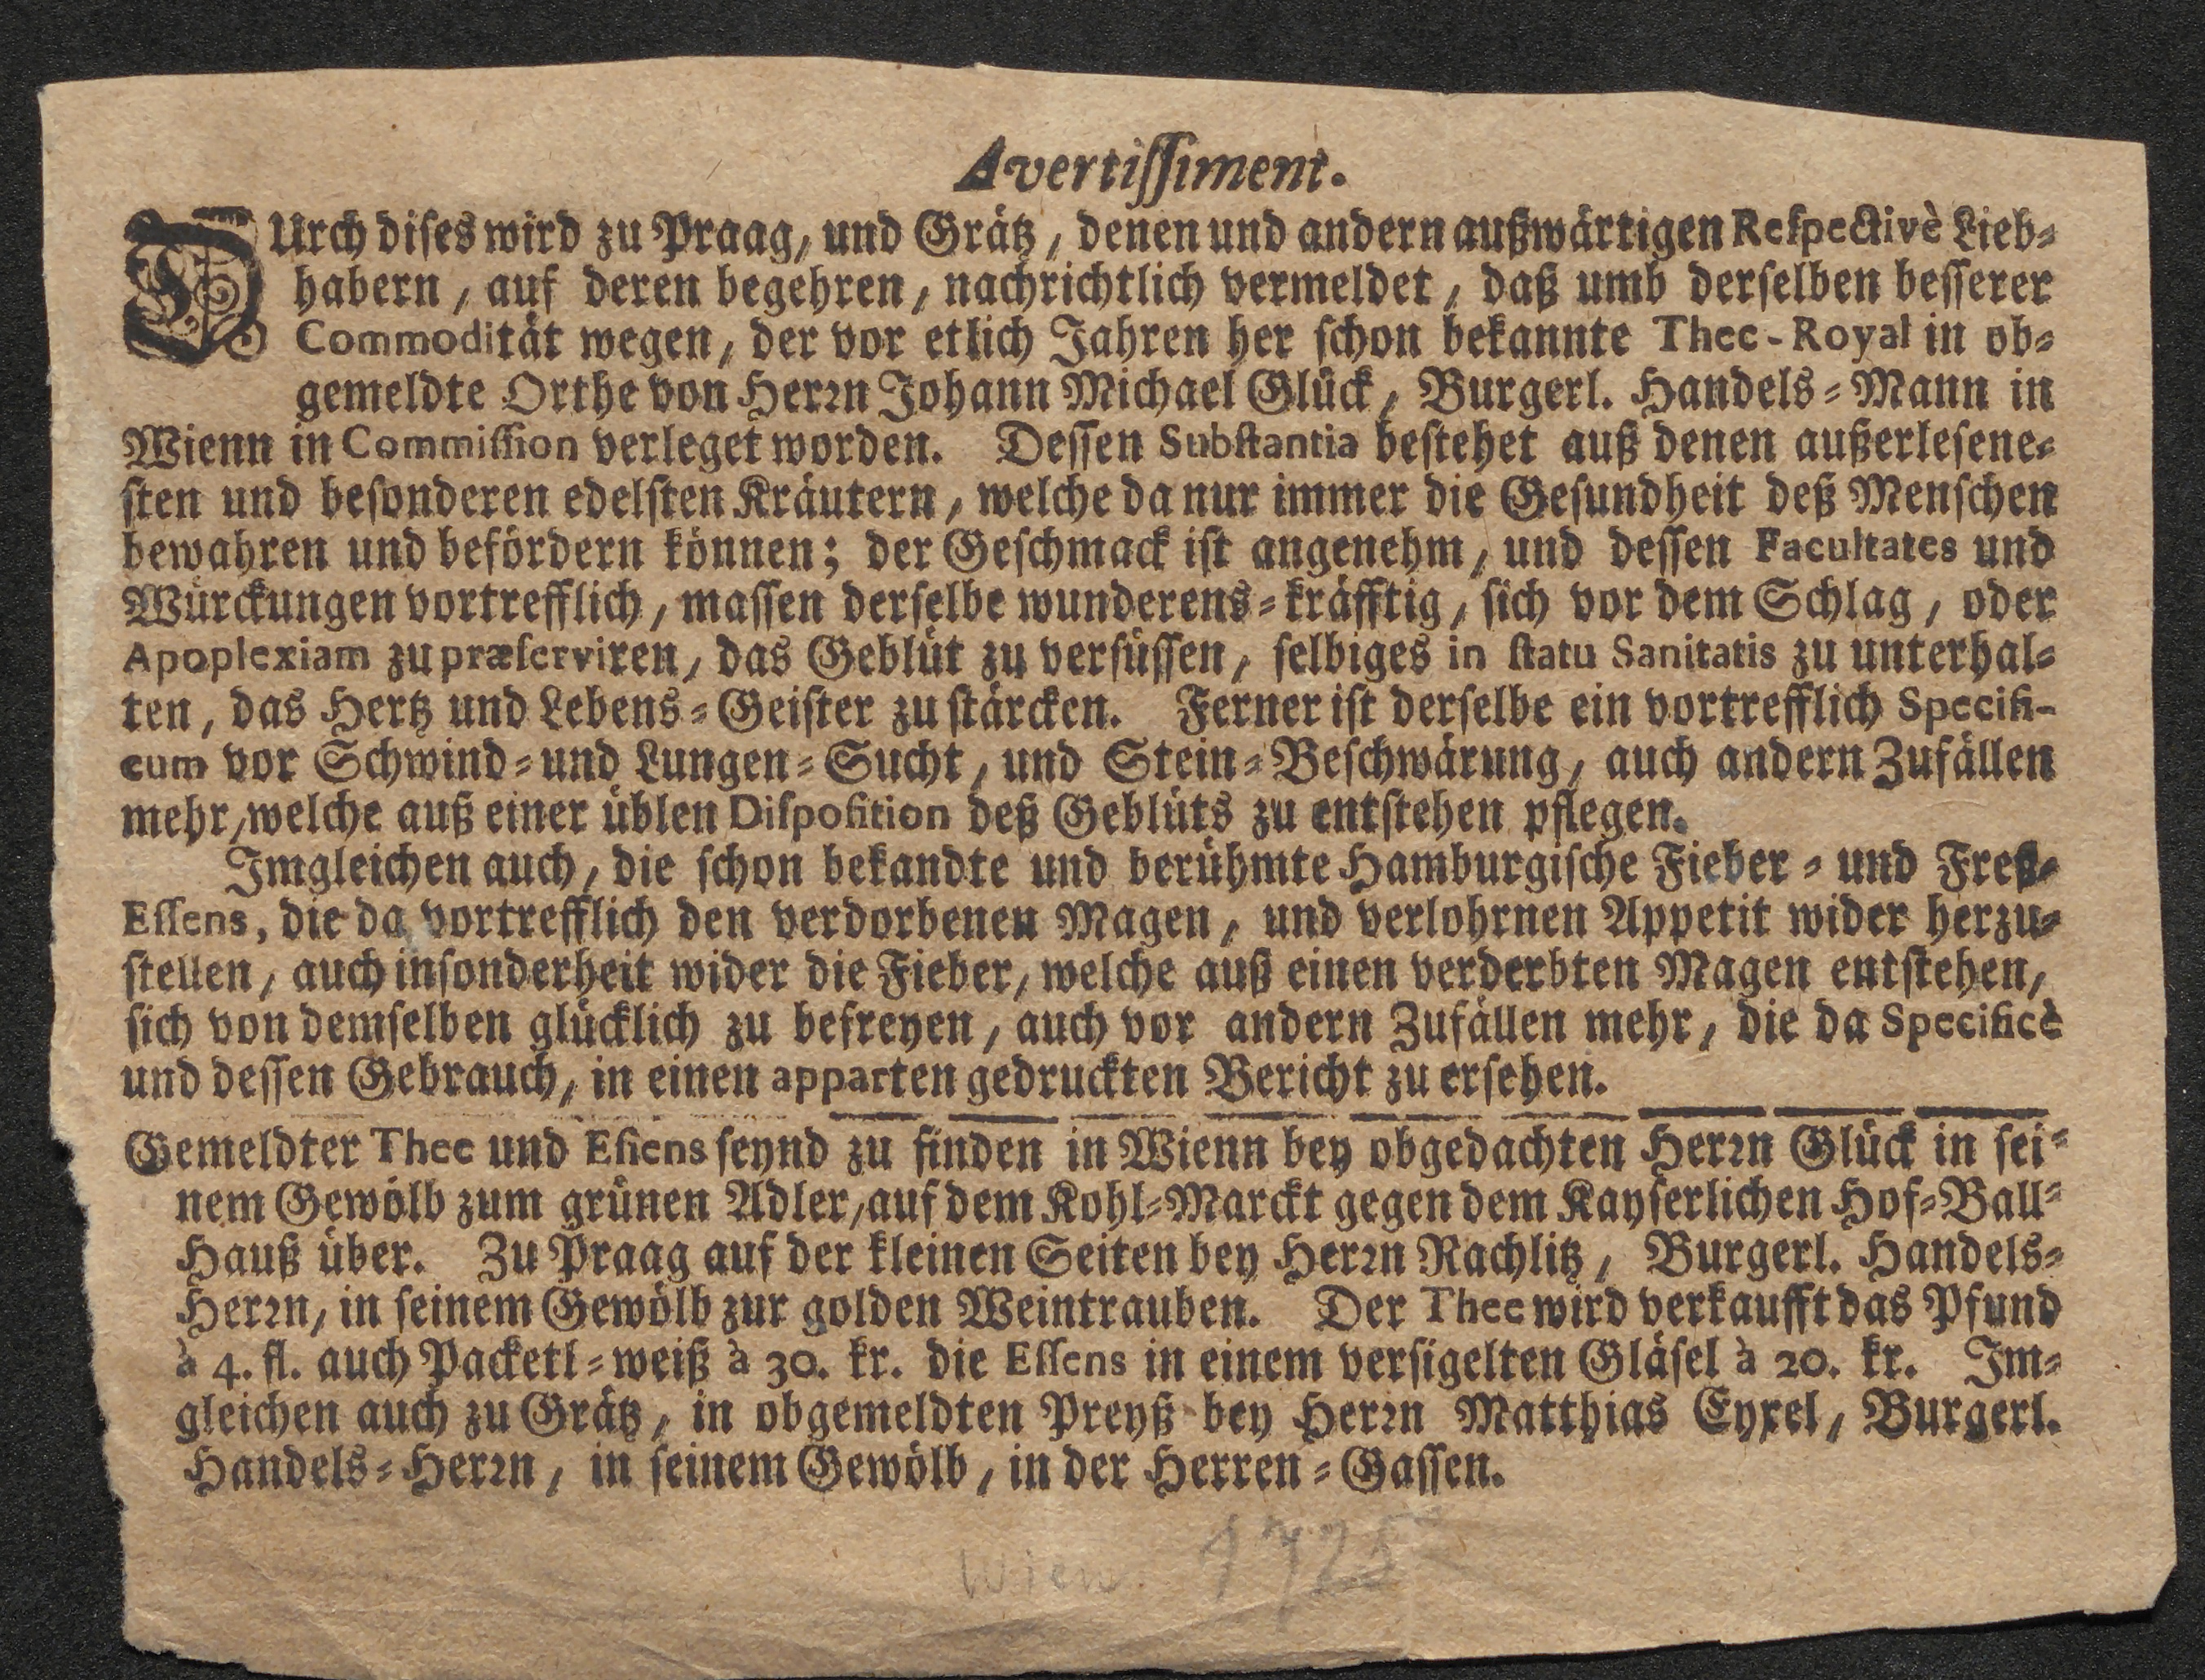 Avertissiment.
DUrch dises wird zu Praag, und Grätz, denen und andern außwärtigen Respectivè Lieb-
habern, auf deren begehren, nachrichtlich vermeldet, daß umb derselben besserer
Commodität wegen, der vor etlich Jahren her schon bekannte Thee-Royal in ob-
gemeldte Orthe von Herrn Johann Michael Glück, Burgerl. Handels-Mann in
Wienn in Commission verleget worden. Dessen Substantia bestehet auß denen außerlesene-
sten und besonderen edelsten Kräutern, welche da nur immer die Gesundheit deß Menschen
bewahren und befördern können; der Geschmack ist angenehm, und dessen Facultates und
Würckungen vortrefflich, massen derselbe wunderens-kräfftig, sich vor dem Schlag, oder
Apoplexiam zu præserviren, das Geblüt zu versüssen, selbiges in statu Sanitatis zu unterhal-
ten, das Hertz und Lebens-Geister zu stärcken. Ferner ist derselbe ein vortrefflich Specifi-
cum vor Schwind- und Lungen-Sucht, und Stein-Beschwärung, auch andern Zufällen
mehr, welche auß einer üblen Disposition deß Geblüts zu entstehen pflegen.
Imgleichen auch, die schon bekandte und berühmte Hamburgische Fieber- und Freß-
Essens, die da vortrefflich den verdorbenen Magen, und verlohrnen Appetit wider herzu-
stellen, auch insonderheit wider die Fieber, welche auß einen verderbten Magen entstehen,
sich von demselben glücklich zu befreyen, auch vor andern Zufällen mehr, die da Specificè
und dessen Gebrauch, in einen apparten gedruckten Bericht zu ersehen.
Gemeldter Thee und Essens seynd zu finden in Wienn bey obgedachten Herrn Glück in sei-
nem Gewölb zum grünen Adler, auf dem Kohl-Marckt gegen dem Kayserlichen Hof-Ball-
Hauß über. Zu Praag auf der kleinen Seiten bey Herrn Rachlitz, Burgerl. Handels-
Herrn, in seinem Gewölb zur golden Weintrauben. Der Thee wird verkaufft das Pfund
à 4. fl. auch Packetl-weiß à 30. kr. die Essens in einem versigelten Gläsel à 20. kr. Im-
gleichen auch zu Grätz, in obgemeldten Preyß bey Herrn Matthias Eyxel, Burgerl.
Handels-Herrn, in seinem Gewölb, in der Herren-Gassen.
Wien 1725